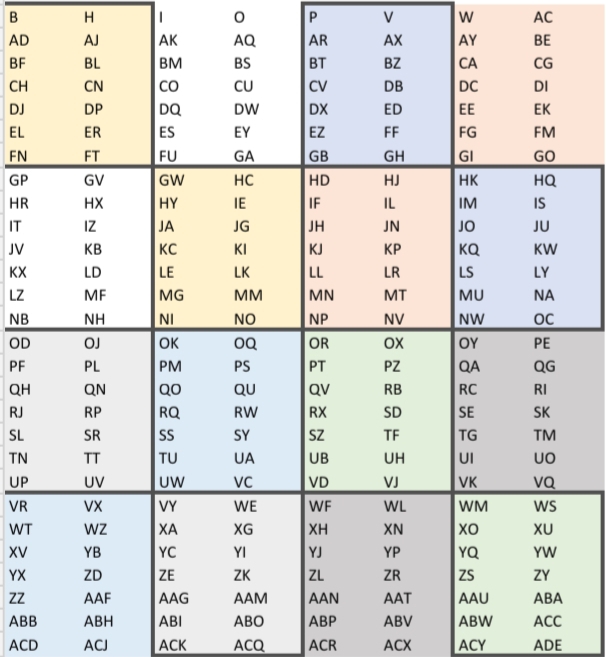 B H I O P V W AC
AD AJ AK AQ AR AX AY BE
BF BL BM BS BT BZ CA CG
CH CN CO CU CV DB DC DI
DJ DP DQ DW DX ED EE EK
EL ER ES EY EZ FF FG FM
FN FT FU GA GB GH GI GO
GP GV GW HC HD HJ HK HQ
HR HX HY IE IF IL IM IS
IT IZ JA JG JH JN JO JU
JV KB KC KI KJ KP KQ KW
KX LD LE LK LL LR LS LY
LZ MF MG MM MN MT MU NA
NB NH NI NO NP NV NW OC
OD OJ OK OQ OR OX OY PE
PF PL PM PS PT PZ QA QG
QH QN QO QU QV RB RC RI
RJ RP RQ RW RX SD SE SK
SL SR SS SY SZ TF TG TM
TN TT TU UA UB UH UI UO
UP UV UW VC VD VJ VK VQ
VR VX VY WE WF WL WM WS
WT WZ XA XG XH XN XO XU
XV YB YC YI YJ YP YQ YW
YX ZD ZE ZK ZL ZR ZS ZY
ZZ AAF AAG AAM AAN AAT AAU ABA
ABB ABH ABI ABO ABP ABV ABW ACC
ACD ACJ ACK ACQ ACR ACX ACY ADE